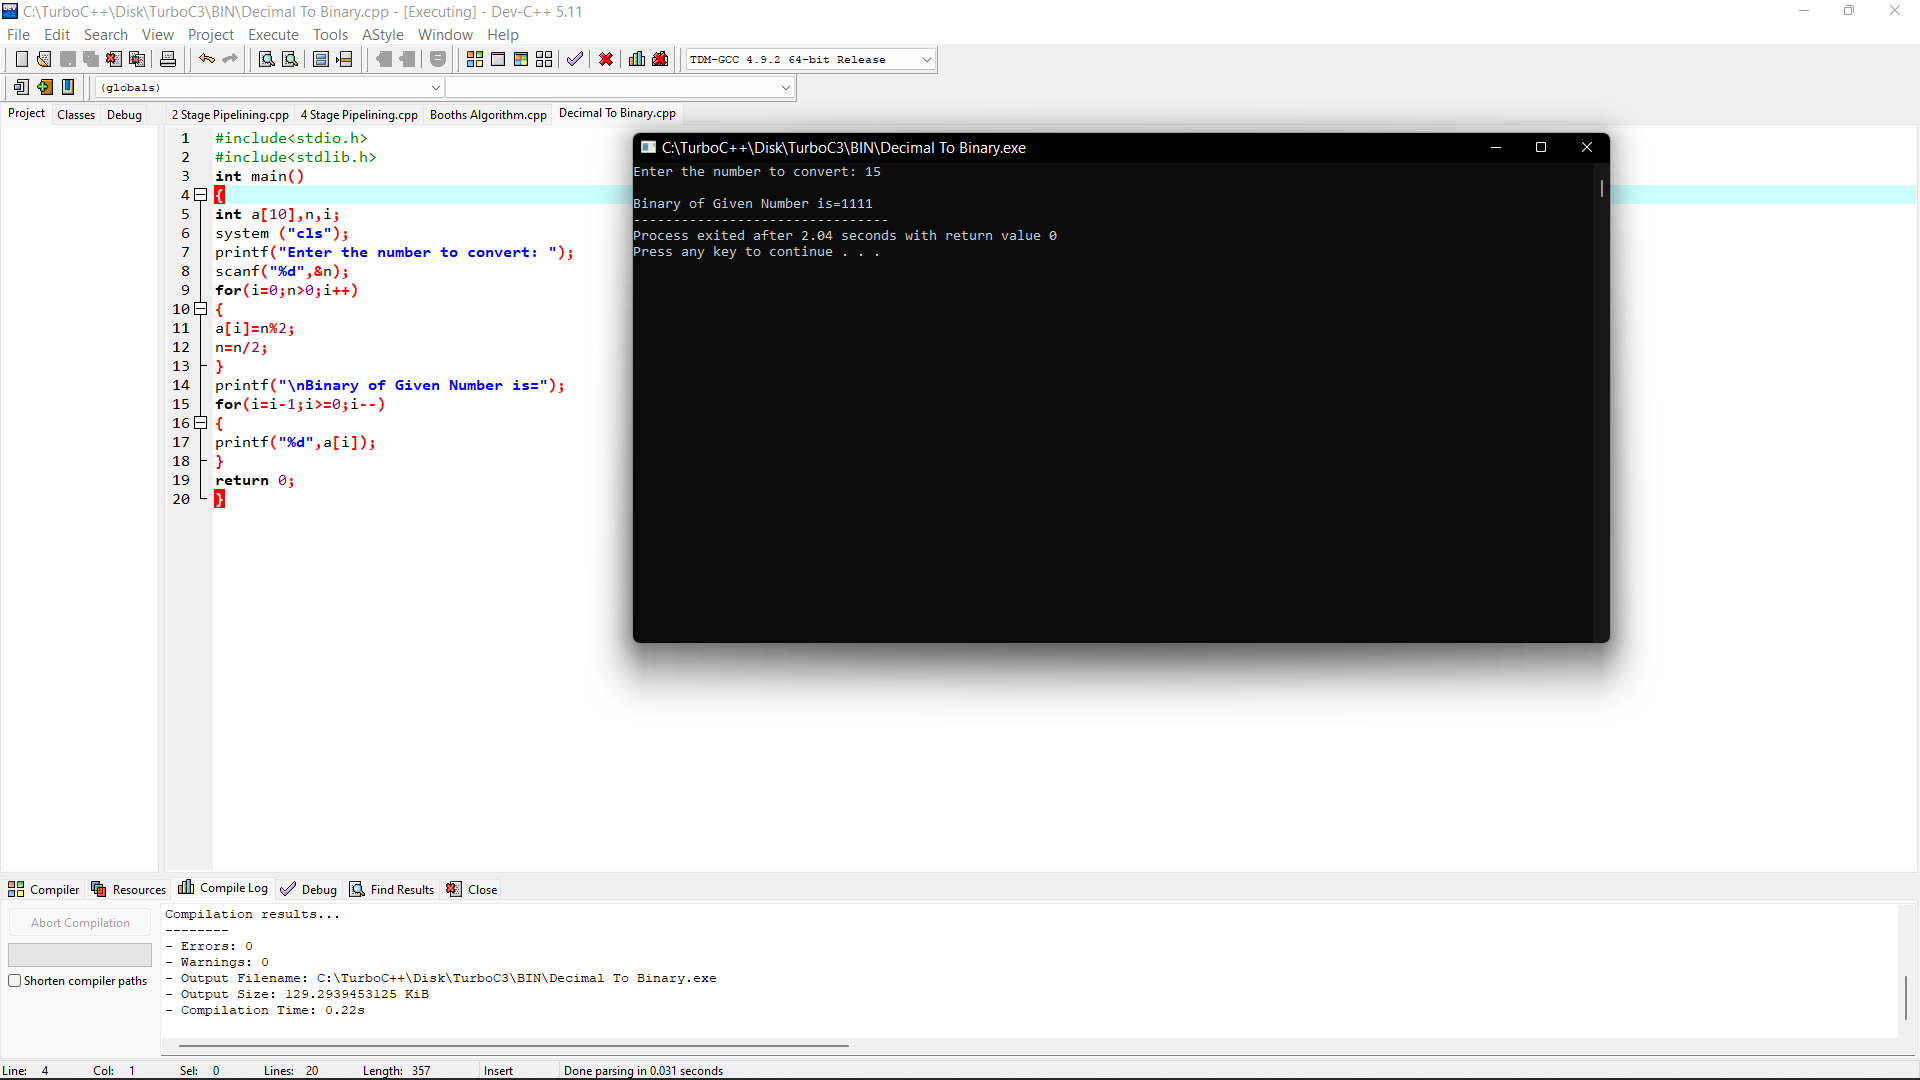 C:\TurboC++\Disk\TurboC3\BIN\Decimal To Binary.cpp - [Executing] - Dev-C++ 5.11
File Edit Search View Project Execute Tools AStyle Window Help
TDM-GCC 4.9.2 64-bit Release
(globals)
Project Classes Debug
2 Stage Pipelining.cpp 4 Stage Pipelining.cpp Booths Algorithm.cpp Decimal To Binary.cpp
1 #include<stdio.h>
2 #include<stdlib.h>
3 int main()
4 {
5 int a[10],n,i;
6 system ("cls");
7 printf("Enter the number to convert: ");
8 scanf("%d",&n);
9 for(i=0;n>0;i++)
10 {
11 a[i]=n%2;
12 n=n/2;
13 }
14 printf("\nBinary of Given Number is=");
15 for(i=i-1;i>=0;i--)
16 {
17 printf("%d",a[i]);
18 }
19 return 0;
20 }
C:\TurboC++\Disk\TurboC3\BIN\Decimal To Binary.exe
Enter the number to convert: 15
Binary of Given Number is=1111
--------------------------------
Process exited after 2.04 seconds with return value 0
Press any key to continue . . .
Compiler Resources Compile Log Debug Find Results Close
Abort Compilation
Shorten compiler paths
Compilation results...
--------
- Errors: 0
- Warnings: 0
- Output Filename: C:\TurboC++\Disk\TurboC3\BIN\Decimal To Binary.exe
- Output Size: 129.2939453125 KiB
- Compilation Time: 0.22s
Line: 4 Col: 1 Sel: 0 Lines: 20 Length: 357 Insert Done parsing in 0.031 seconds